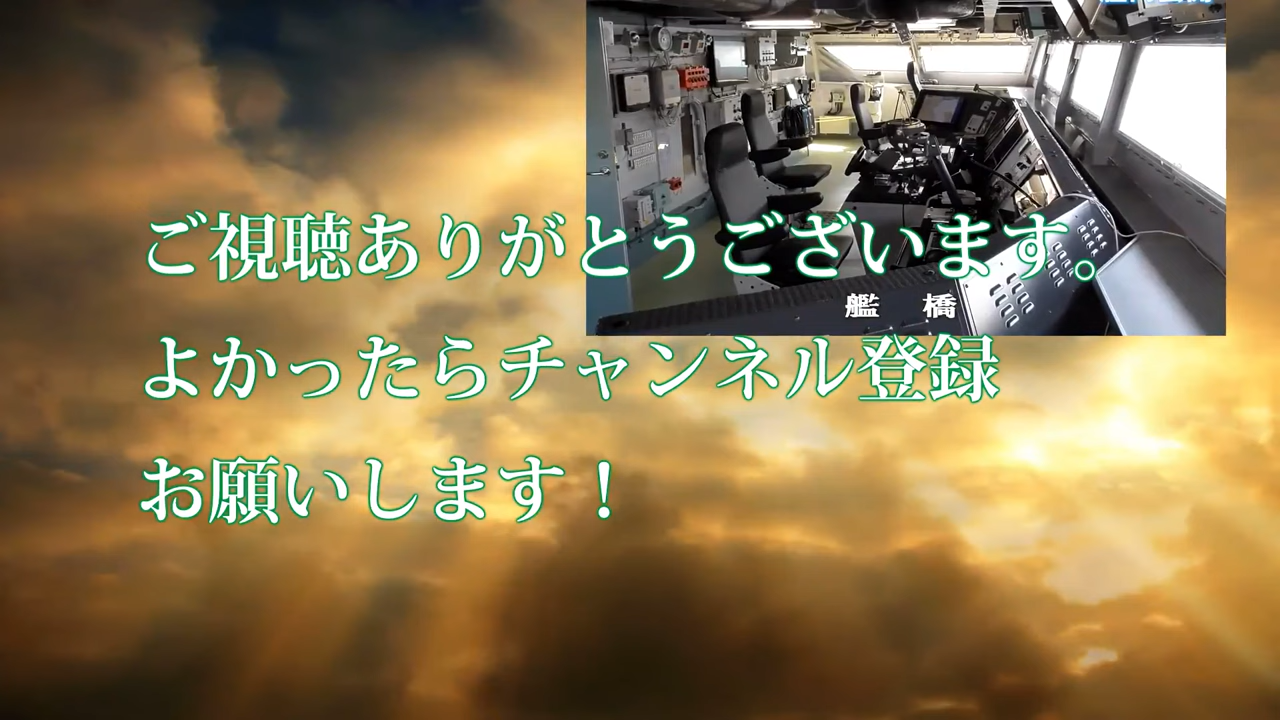 ご視聴ありがとうございます。
艦 橋
よかったらチャンネル登録
お願いします！